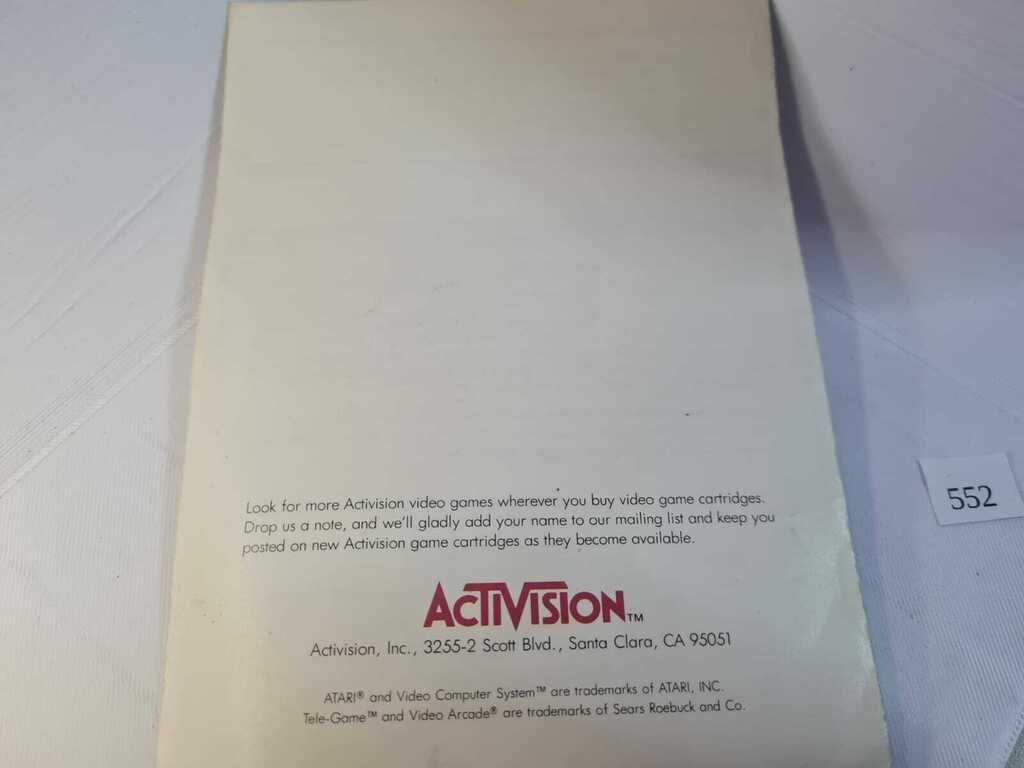 Look for more Activision video games wherever you buy video game cartridges.
Drop us a note, and we'll gladly add your name to our mailing list and keep you
posted on new Activision game cartridges as they become available.
ACTIVISION™
Activision, Inc., 3255-2 Scott Blvd., Santa Clara, CA 95051
ATARI® and Video Computer System™ are trademarks of ATARI, INC.
Tele-Game™ and Video Arcade® are trademarks of Sears Roebuck and Co.
552